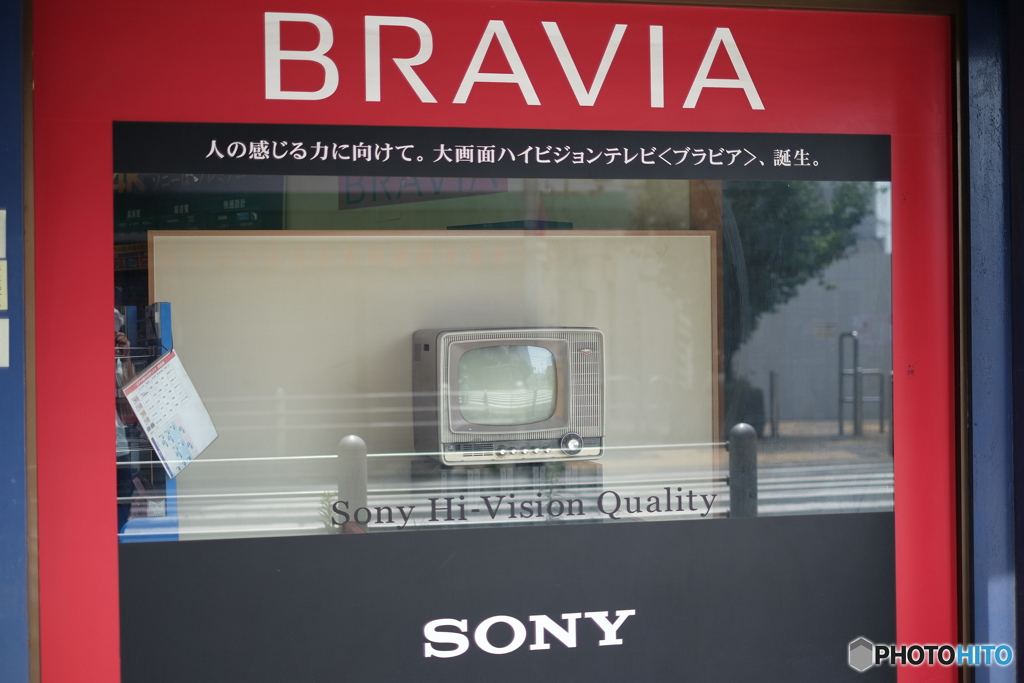 BRAVIA
人の感じる力に向けて。大画面ハイビジョンテレビ<ブラビア>、誕生。
BRAVIA
Sony Hi-Vision Quality
SONY
PHOTOHITO